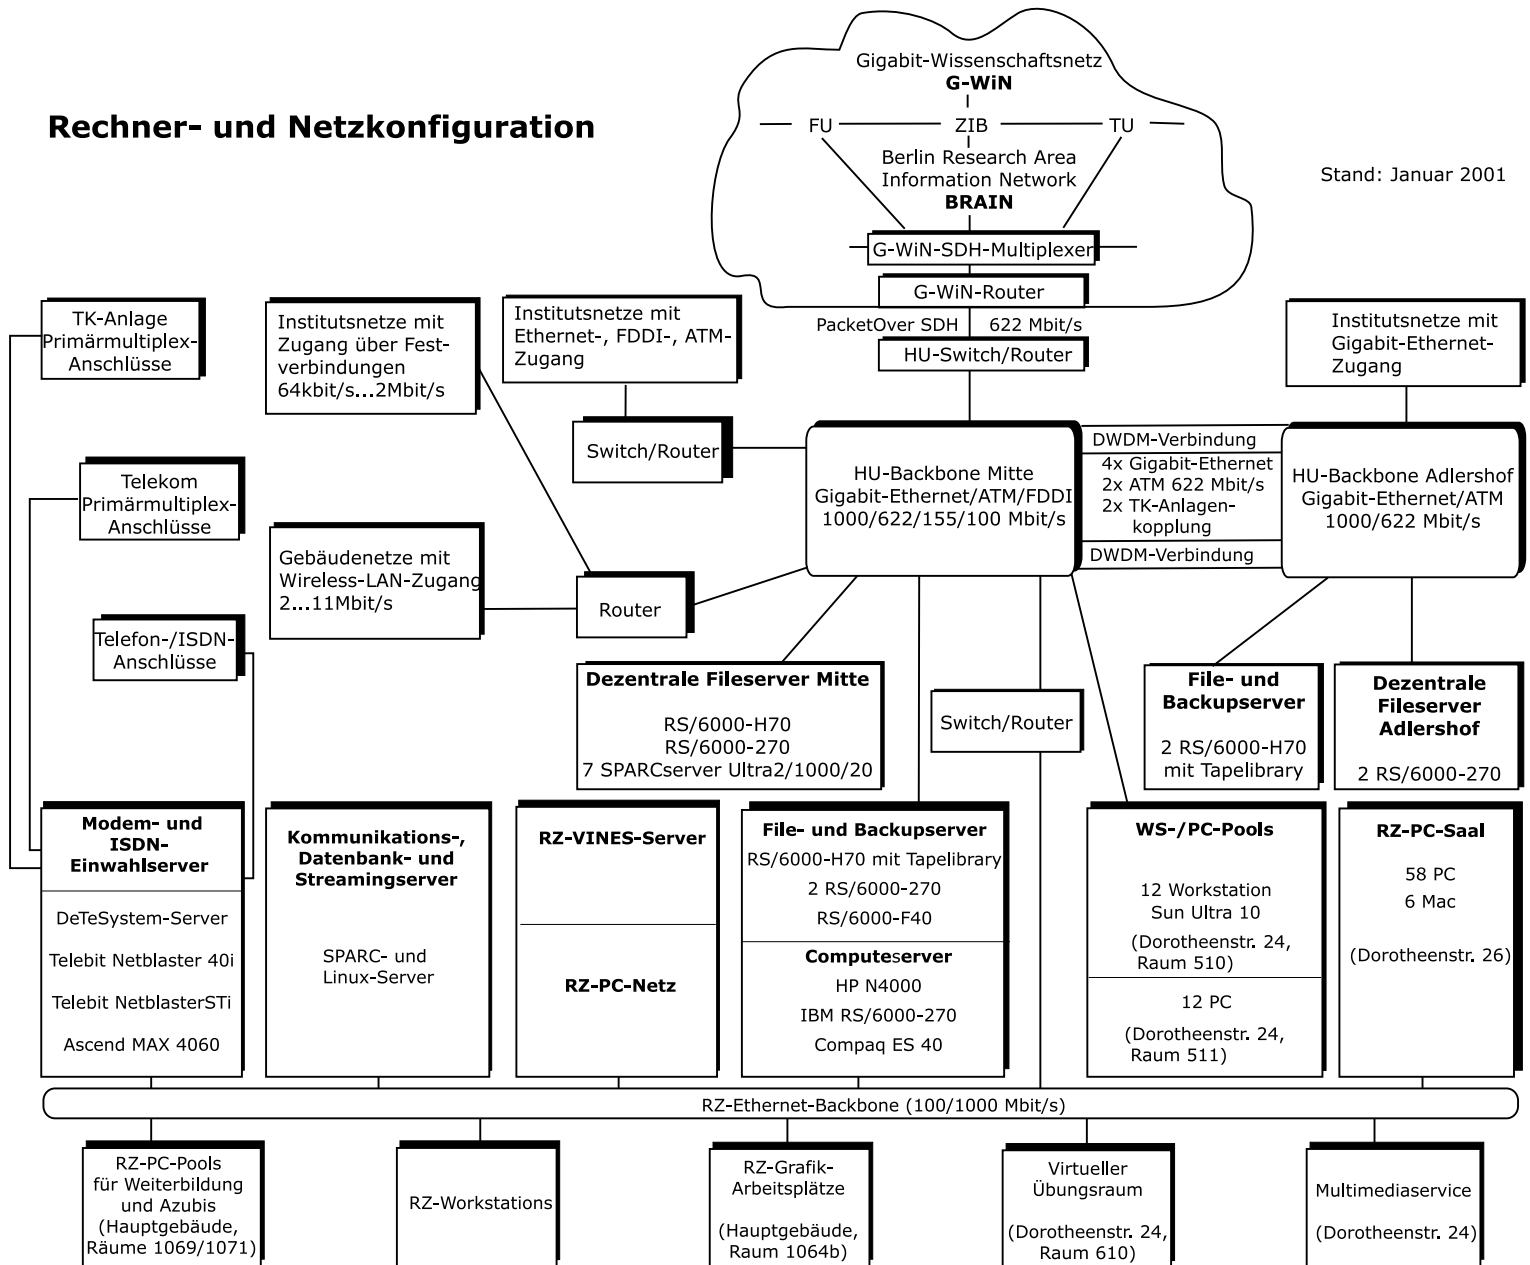 Rechner- und Netzkonfiguration
Stand: Januar 2001
Gigabit-Wissenschaftsnetz
G-WiN
FU
ZIB
TU
Berlin Research Area
Information Network
BRAIN
G-WiN-SDH-Multiplexer
G-WiN-Router
PacketOver SDH
622 Mbit/s
HU-Switch/Router
TK-Anlage
Primärmultiplex-
Anschlüsse
Institutsnetze mit
Zugang über Fest-
verbindungen
64kbit/s...2Mbit/s
Institutsnetze mit
Ethernet-, FDDI-, ATM-
Zugang
Institutsnetze mit
Gigabit-Ethernet-
Zugang
Switch/Router
Telekom
Primärmultiplex-
Anschlüsse
HU-Backbone Mitte
Gigabit-Ethernet/ATM/FDDI
1000/622/155/100 Mbit/s
DWDM-Verbindung
4x Gigabit-Ethernet
2x ATM 622 Mbit/s
2x TK-Anlagen-
kopplung
DWDM-Verbindung
HU-Backbone Adlershof
Gigabit-Ethernet/ATM
1000/622 Mbit/s
Gebäudenetze mit
Wireless-LAN-Zugang
2...11Mbit/s
Router
Telefon-/ISDN-
Anschlüsse
Dezentrale Fileserver Mitte
RS/6000-H70
RS/6000-270
7 SPARCserver Ultra2/1000/20
Switch/Router
File- und
Backupserver
2 RS/6000-H70
mit Tapelibrary
Dezentrale
Fileserver
Adlershof
2 RS/6000-270
Modem- und
ISDN-
Einwahlserver
DeTeSystem-Server
Telebit Netblaster 40i
Telebit NetblasterSTi
Ascend MAX 4060
Kommunikations-,
Datenbank- und
Streamingserver
SPARC- und
Linux-Server
RZ-VINES-Server
RZ-PC-Netz
File- und Backupserver
RS/6000-H70 mit Tapelibrary
2 RS/6000-270
RS/6000-F40
Computeserver
HP N4000
IBM RS/6000-270
Compaq ES 40
WS-/PC-Pools
12 Workstation
Sun Ultra 10
(Dorotheenstr. 24,
Raum 510)
12 PC
(Dorotheenstr. 24,
Raum 511)
RZ-PC-Saal
58 PC
6 Mac
(Dorotheenstr. 26)
RZ-Ethernet-Backbone (100/1000 Mbit/s)
RZ-PC-Pools
für Weiterbildung
und Azubis
(Hauptgebäude,
Räume 1069/1071)
RZ-Workstations
RZ-Grafik-
Arbeitsplätze
(Hauptgebäude,
Raum 1064b)
Virtueller
Übungsraum
(Dorotheenstr. 24,
Raum 610)
Multimediaservice
(Dorotheenstr. 24)